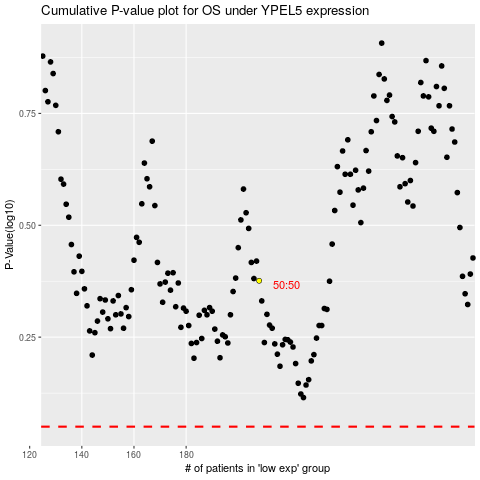 Cumulative P-value plot for OS under YPEL5 expression
P-Value(log10)
0.75
0.50
0.25
50:50
120 140 160 180
# of patients in 'low exp' group